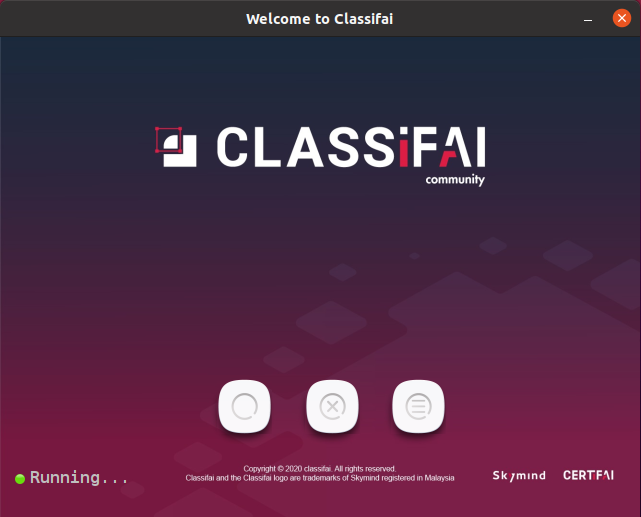 Welcome to Classifai
CLASSiFAI
community
Running...
Copyright © 2020 classifai. All rights reserved.
Classifai and the Classifai logo are trademarks of Skymind registered in Malaysia
Skymind
CERTIFAI